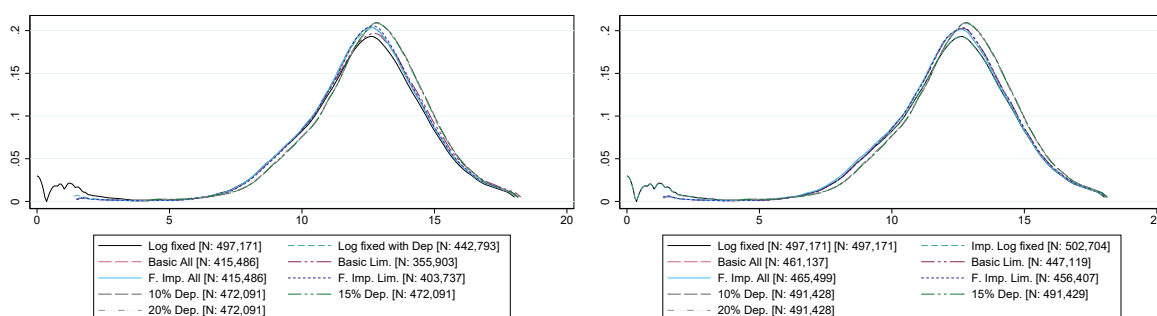 .2
.15
.1
.05
0
0 5 10 15 20
Log fixed [N: 497,171] Log fixed with Dep [N: 442,793]
Basic All [N: 415,486] Basic Lim. [N: 355,903]
F. Imp. All [N: 415,486] F. Imp. Lim. [N: 403,737]
10% Dep. [N: 472,091] 15% Dep. [N: 472,091]
20% Dep. [N: 472,091]
.2
.15
.1
.05
0
0 5 10 15 20
Log fixed [N: 497,171] [N: 497,171] Imp. Log fixed [N: 502,704]
Basic All [N: 461,137] Basic Lim. [N: 447,119]
F. Imp. All [N: 465,499] F. Imp. Lim. [N: 456,407]
10% Dep. [N: 491,428] 15% Dep. [N: 491,429]
20% Dep. [N: 491,428]